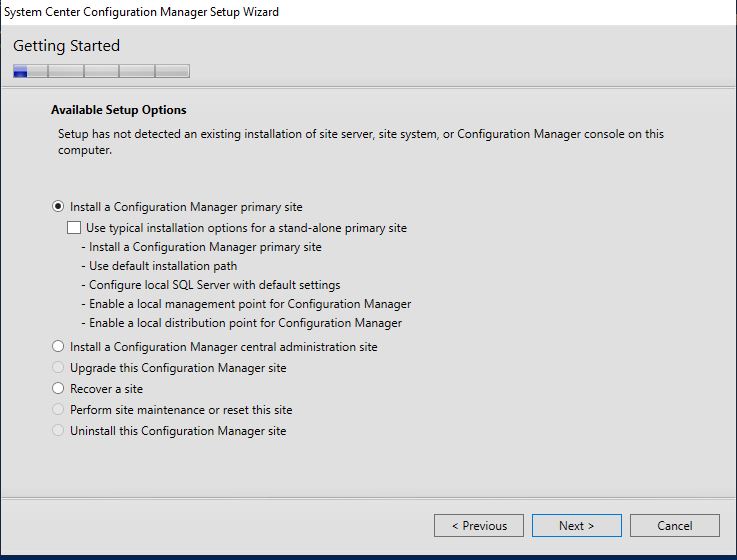 System Center Configuration Manager Setup Wizard
Getting Started
Available Setup Options
Setup has not detected an existing installation of site server, site system, or Configuration Manager console on this
computer.
Install a Configuration Manager primary site
Use typical installation options for a stand-alone primary site
- Install a Configuration Manager primary site
- Use default installation path
- Configure local SQL Server with default settings
- Enable a local management point for Configuration Manager
- Enable a local distribution point for Configuration Manager
Install a Configuration Manager central administration site
Upgrade this Configuration Manager site
Recover a site
Perform site maintenance or reset this site
Uninstall this Configuration Manager site
< Previous Next > Cancel